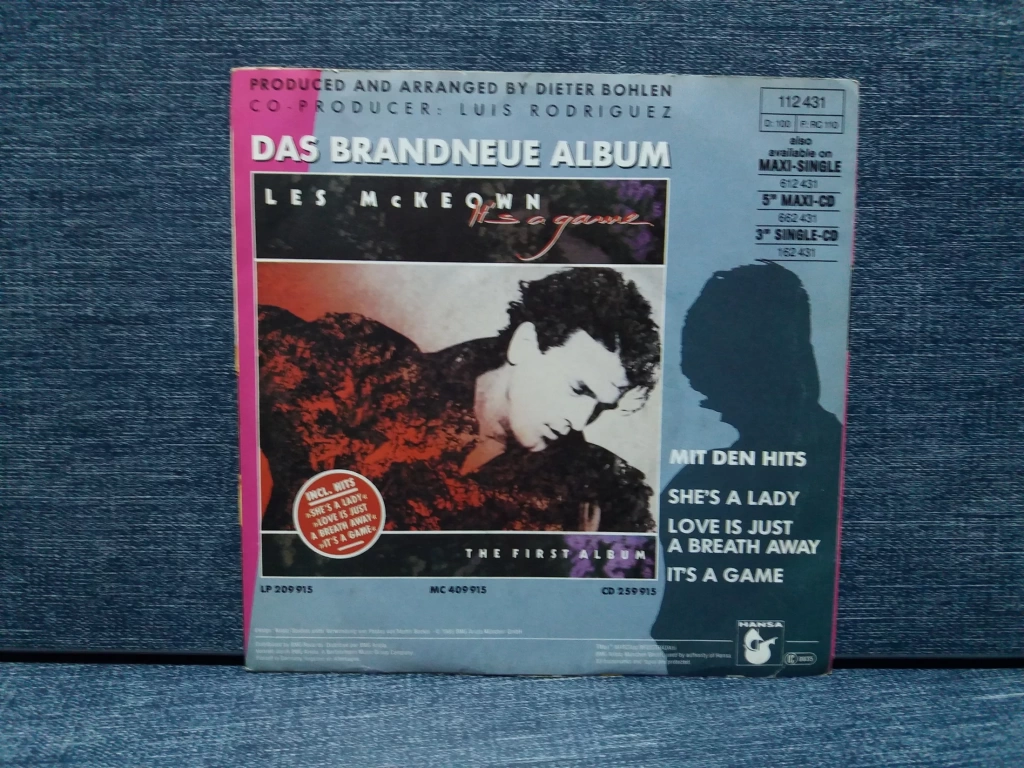 PRODUCED AND ARRANGED BY DIETER BOHLEN
CO-PRODUCER: LUIS RODRIGUEZ
DAS BRANDNEUE ALBUM
LES McKEOWN
It's a game
INCL. HITS
»SHE'S A LADY«
»LOVE IS JUST
A BREATH AWAY«
»IT'S A GAME«
THE FIRST ALBUM
LP 209 915
MC 409 915
CD 259 915
112 431
D: 100
F: RC 110
also
available on
MAXI-SINGLE
612 431
5" MAXI-CD
662 431
3" SINGLE-CD
162 431
MIT DEN HITS
SHE'S A LADY
LOVE IS JUST
A BREATH AWAY
IT'S A GAME
HANSA